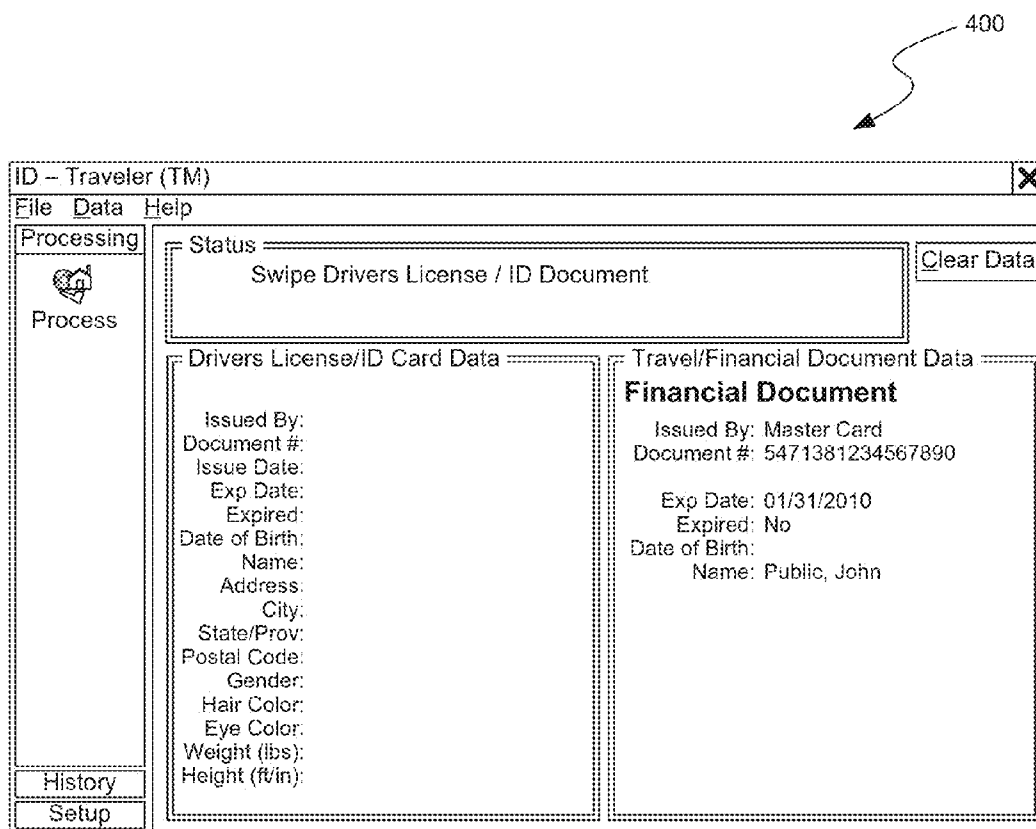 400
ID – Traveler (TM)
File Data Help
Processing
Process
History
Setup
Status
Swipe Drivers License / ID Document
Clear Data
Drivers License/ID Card Data
Issued By:
Document #:
Issue Date:
Exp Date:
Expired:
Date of Birth:
Name:
Address:
City:
State/Prov:
Postal Code:
Gender:
Hair Color:
Eye Color:
Weight (lbs):
Height (ft/in):
Travel/Financial Document Data
Financial Document
Issued By: Master Card
Document #: 5471381234567890
Exp Date: 01/31/2010
Expired: No
Date of Birth:
Name: Public, John